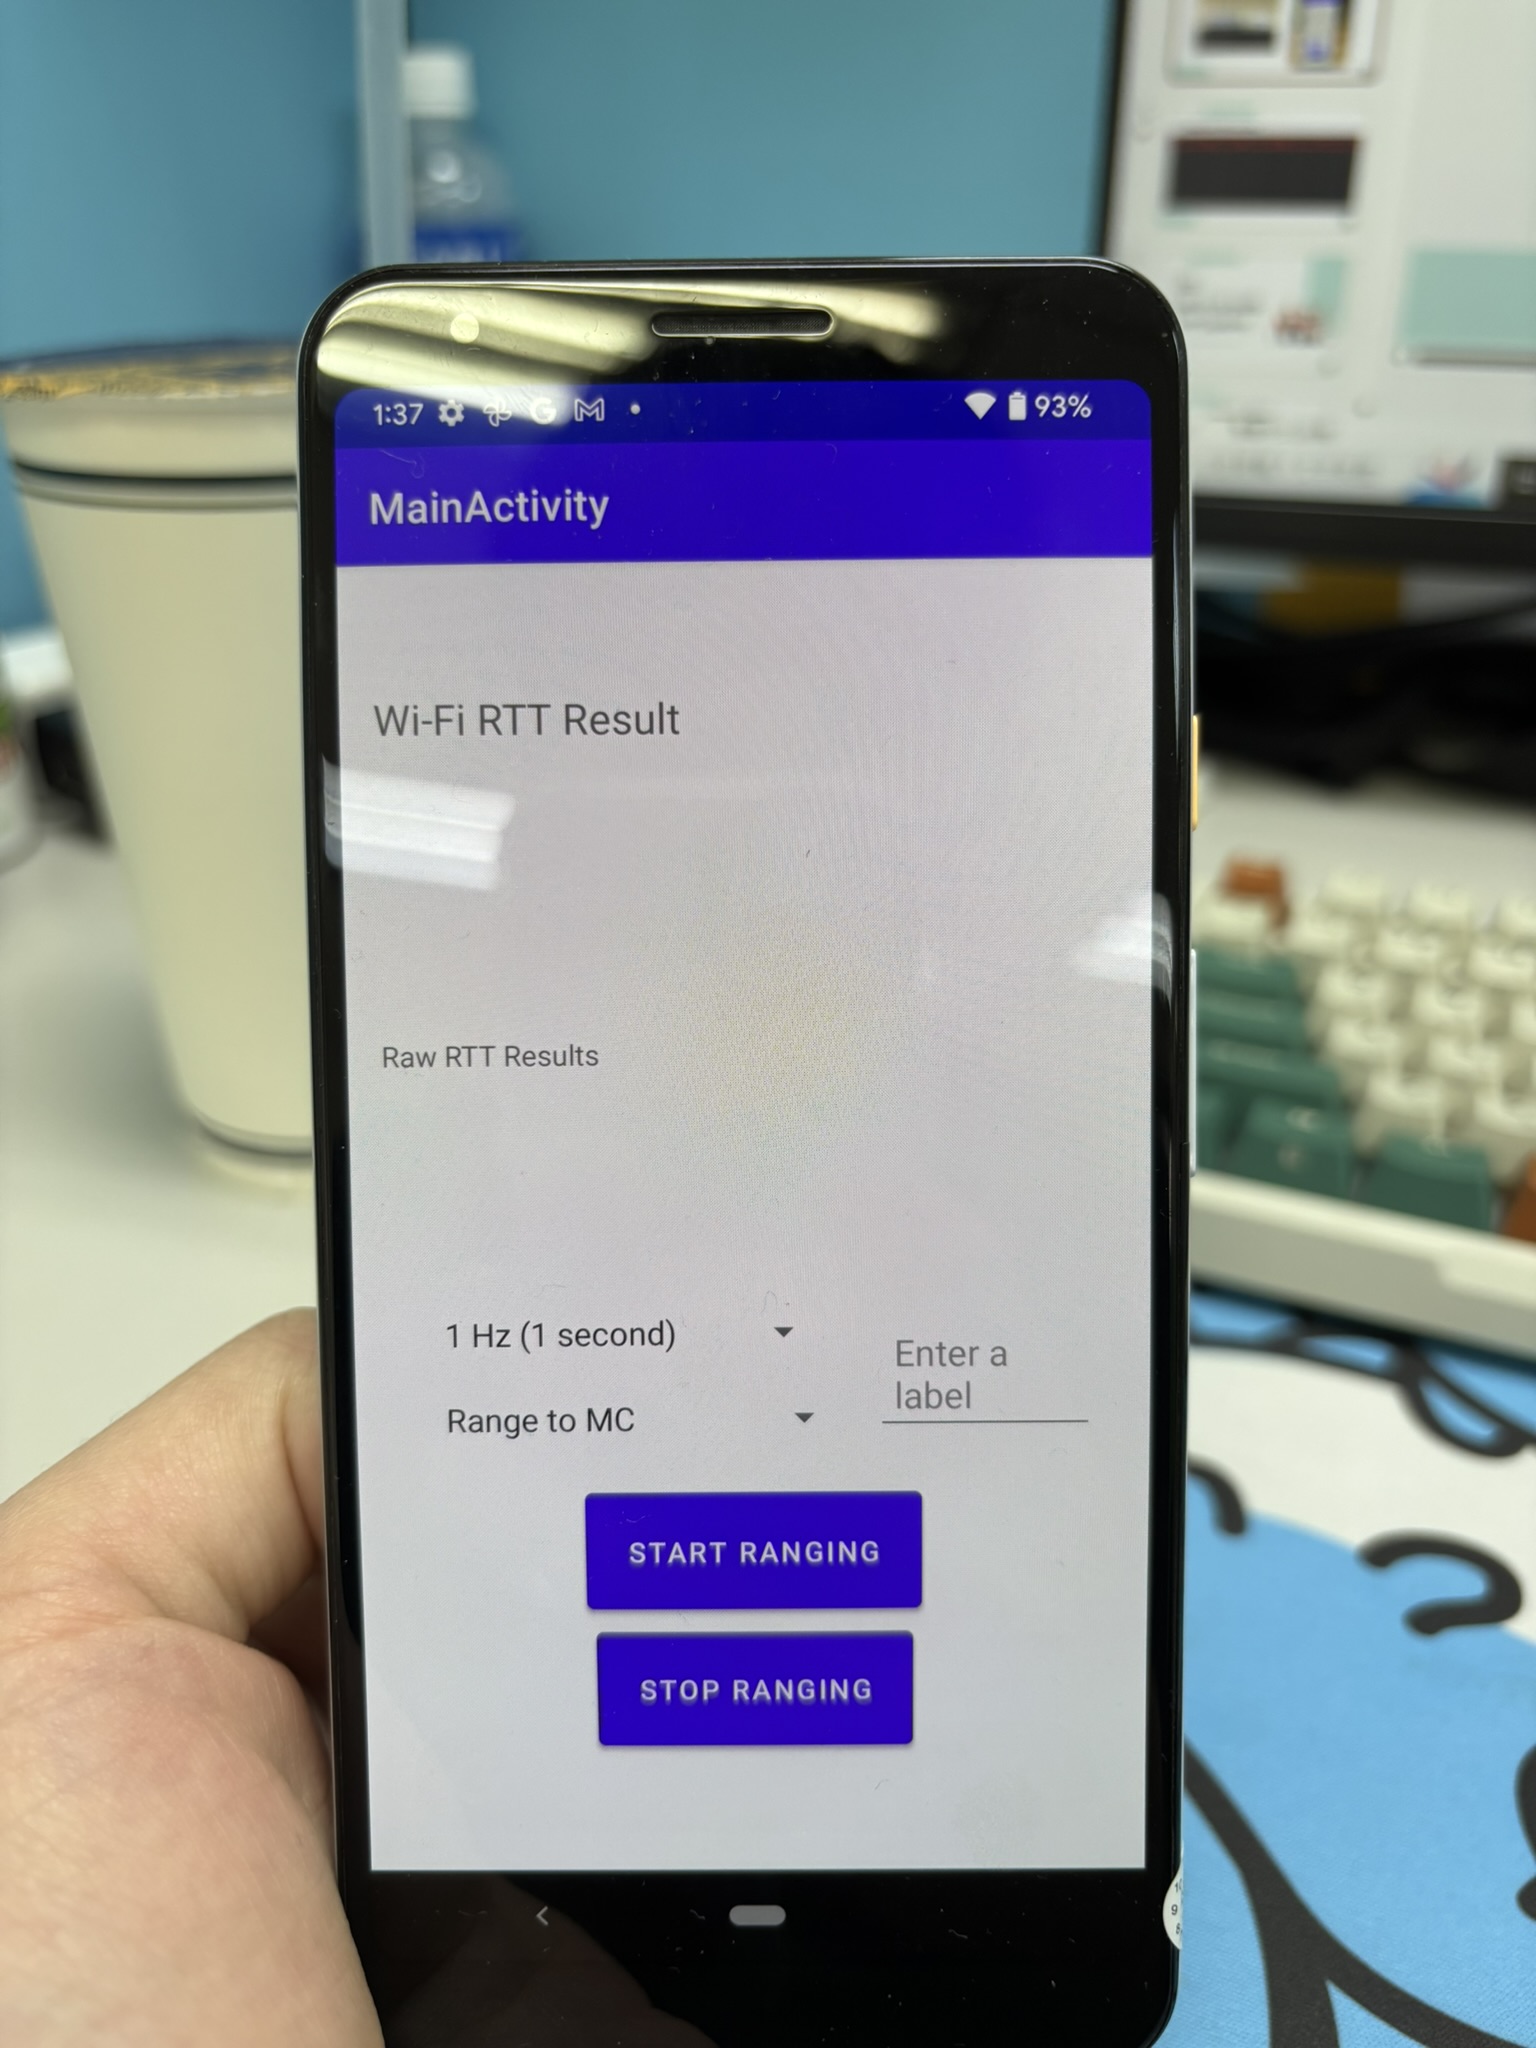 1:37 93%
MainActivity
Wi-Fi RTT Result
Raw RTT Results
1 Hz (1 second)
Range to MC
Enter a
label
START RANGING
STOP RANGING